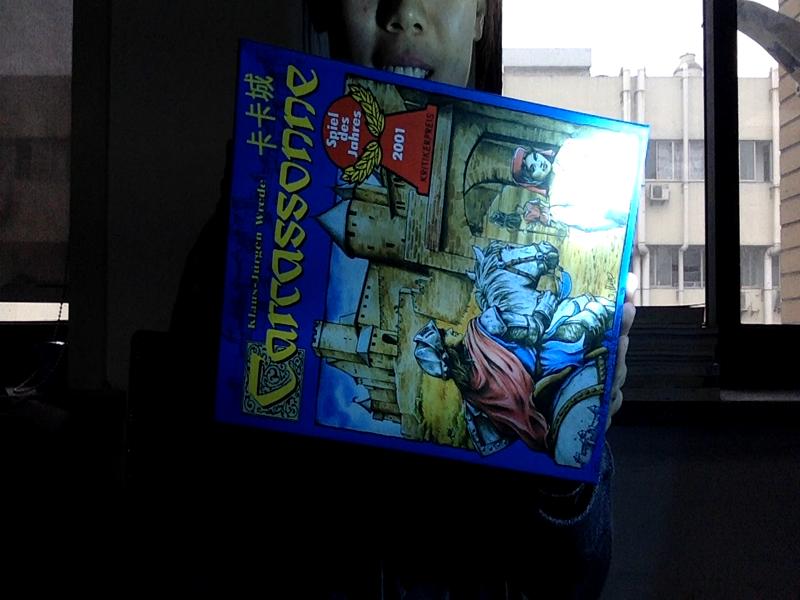 Klaus-Jürgen Wrede 卡卡城
Carcassonne
Spiel
des
Jahres
2001
KRITIKERPREIS